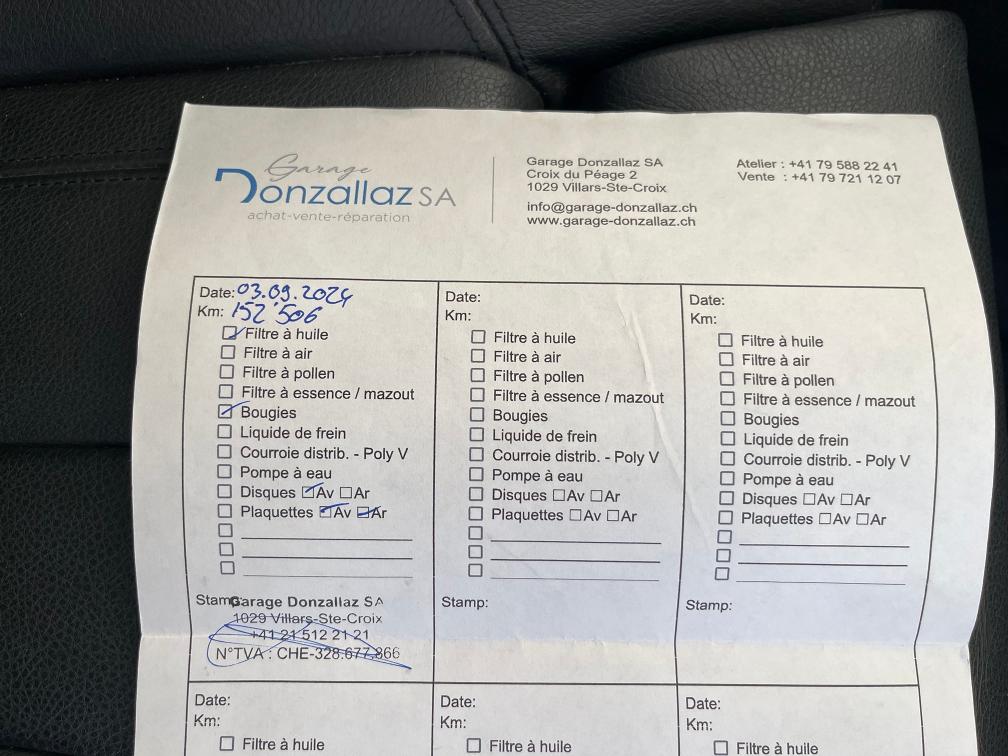 Garage
Donzallaz SA
achat-vente-réparation
Garage Donzallaz SA
Croix du Péage 2
1029 Villars-Ste-Croix
info@garage-donzallaz.ch
www.garage-donzallaz.ch
Atelier : +41 79 588 22 41
Vente : +41 79 721 12 07
Date: 03.09.2024
Km: 152'506
Filtre à huile
Filtre à air
Filtre à pollen
Filtre à essence / mazout
Bougies
Liquide de frein
Courroie distrib. - Poly V
Pompe à eau
Disques Av Ar
Plaquettes Av Ar
Stamp:
Garage Donzallaz SA
1029 Villars-Ste-Croix
+41 21 512 21 21
N°TVA : CHE-328.677.866
Date:
Km:
Filtre à huile
Filtre à air
Filtre à pollen
Filtre à essence / mazout
Bougies
Liquide de frein
Courroie distrib. - Poly V
Pompe à eau
Disques Av Ar
Plaquettes Av Ar
Stamp:
Date:
Km:
Filtre à huile
Filtre à air
Filtre à pollen
Filtre à essence / mazout
Bougies
Liquide de frein
Courroie distrib. - Poly V
Pompe à eau
Disques Av Ar
Plaquettes Av Ar
Stamp:
Date:
Km:
Filtre à huile
Date:
Km:
Filtre à huile
Date:
Km:
Filtre à huile